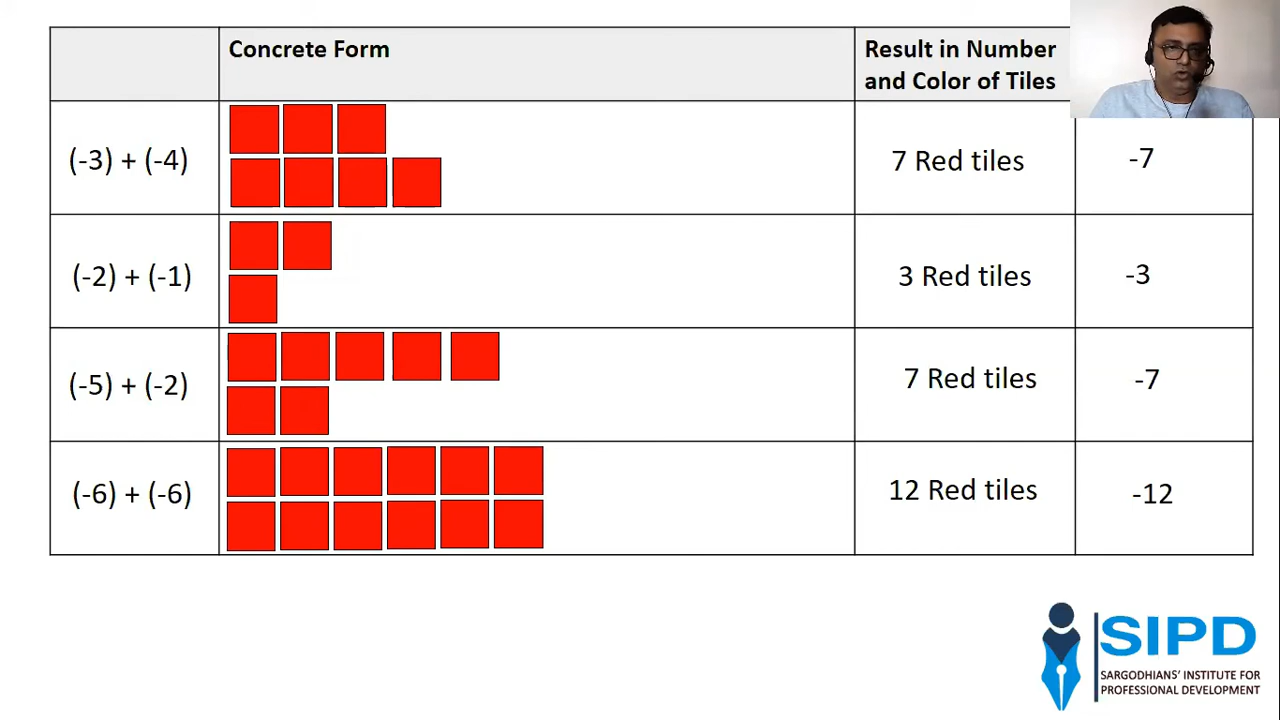 Concrete Form
Result in Number
and Color of Tiles
(-3) + (-4)
7 Red tiles
-7
(-2) + (-1)
3 Red tiles
-3
(-5) + (-2)
7 Red tiles
-7
(-6) + (-6)
12 Red tiles
-12
SIPD
SARGODHIANS' INSTITUTE FOR
PROFESSIONAL DEVELOPMENT